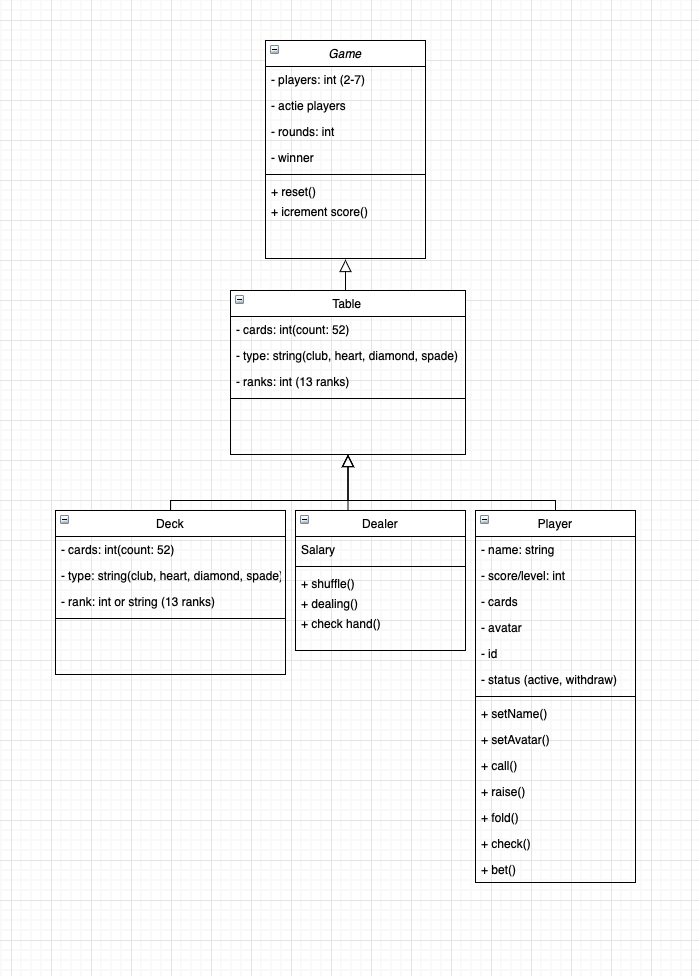 Game
- players: int (2-7)
- actie players
- rounds: int
- winner
+ reset()
+ icrement score()
Table
- cards: int(count: 52)
- type: string(club, heart, diamond, spade)
- ranks: int (13 ranks)
Deck
- cards: int(count: 52)
- type: string(club, heart, diamond, spade)
- rank: int or string (13 ranks)
Dealer
Salary
+ shuffle()
+ dealing()
+ check hand()
Player
- name: string
- score/level: int
- cards
- avatar
- id
- status (active, withdraw)
+ setName()
+ setAvatar()
+ call()
+ raise()
+ fold()
+ check()
+ bet()